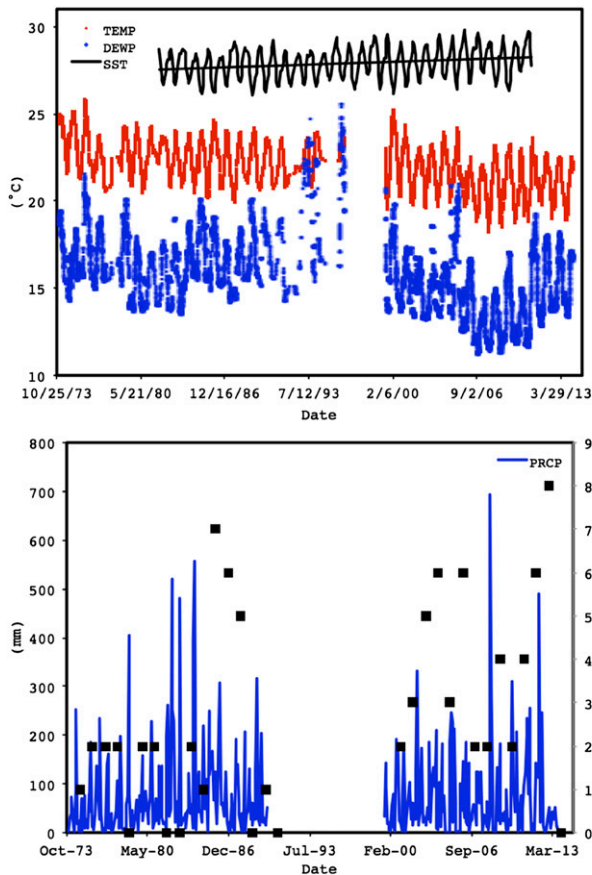 30
TEMP
DEWP
SST
25
(°C)
20
15
10
10/25/73 5/21/80 12/16/86 7/12/93 2/6/00 9/2/06 3/29/13
Date
800 9
PRCP
700 8
7
600
6
500
5
(mm)
400
4
300
3
200
2
100
1
0 0
Oct-73 May-80 Dec-86 Jul-93 Feb-00 Sep-06 Mar-13
Date